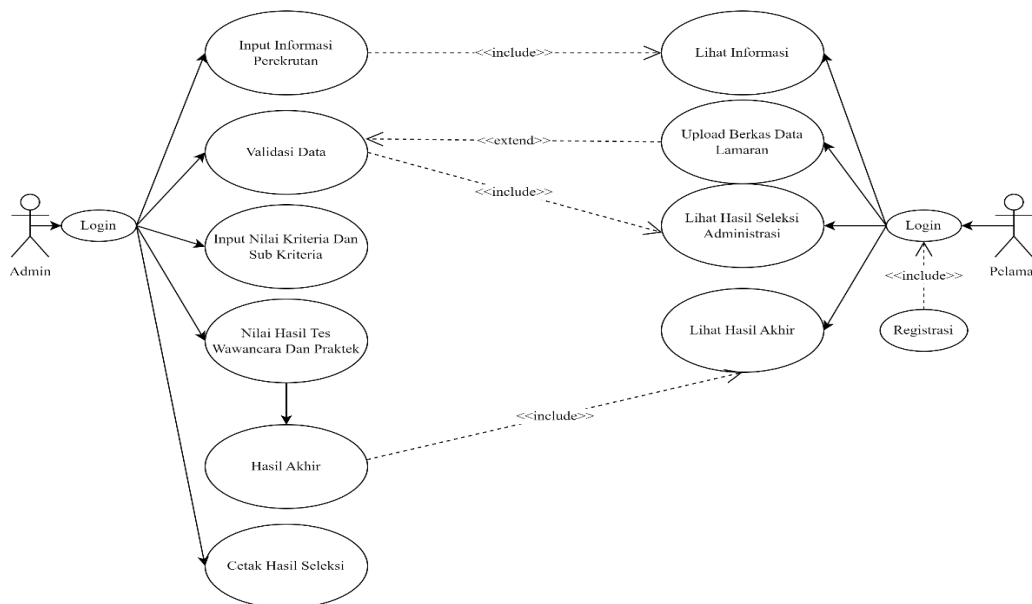 Input Informasi
Perekrutan
<<include>>
Lihat Informasi
Validasi Data
<<extend>>
Upload Berkas Data
Lamaran
<<include>>
Login
Admin
Input Nilai Kriteria Dan
Sub Kriteria
Lihat Hasil Seleksi
Administrasi
Login
Pelama
<<include>>
Nilai Hasil Tes
Wawancara Dan Praktek
Lihat Hasil Akhir
Registrasi
<<include>>
Hasil Akhir
Cetak Hasil Seleksi